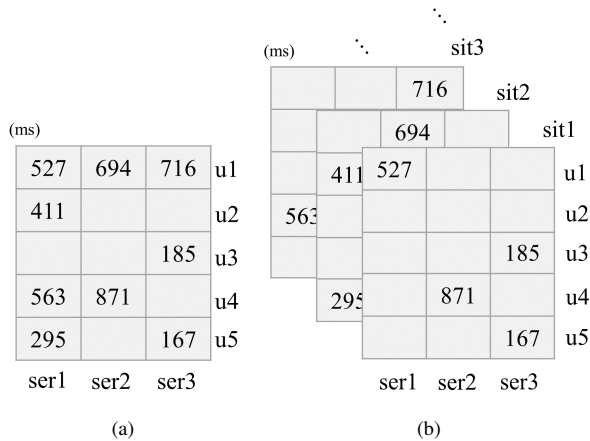 (ms)
527 694 716 u1
411 u2
185 u3
563 871 u4
295 167 u5
ser1 ser2 ser3
(a)
(ms)
sit3
716
sit2
694
sit1
411 527 u1
563 u2
185 u3
295 871 u4
167 u5
ser1 ser2 ser3
(b)